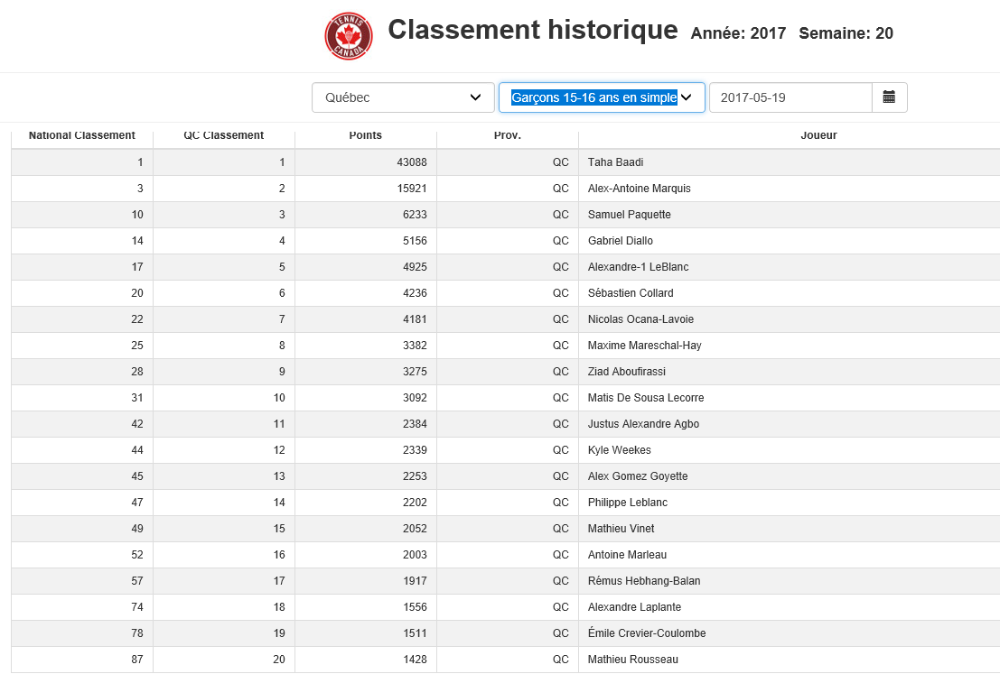 TENNIS CANADA
Classement historique Année: 2017 Semaine: 20
Québec Garçons 15-16 ans en simple 2017-05-19
National Classement QC Classement Points Prov. Joueur
1 1 43088 QC Taha Baadi
3 2 15921 QC Alex-Antoine Marquis
10 3 6233 QC Samuel Paquette
14 4 5156 QC Gabriel Diallo
17 5 4925 QC Alexandre-1 LeBlanc
20 6 4236 QC Sébastien Collard
22 7 4181 QC Nicolas Ocana-Lavoie
25 8 3382 QC Maxime Mareschal-Hay
28 9 3275 QC Ziad Aboufirassi
31 10 3092 QC Matis De Sousa Lecorre
42 11 2384 QC Justus Alexandre Agbo
44 12 2339 QC Kyle Weekes
45 13 2253 QC Alex Gomez Goyette
47 14 2202 QC Philippe Leblanc
49 15 2052 QC Mathieu Vinet
52 16 2003 QC Antoine Marleau
57 17 1917 QC Rémus Hebhang-Balan
74 18 1556 QC Alexandre Laplante
78 19 1511 QC Émile Crevier-Coulombe
87 20 1428 QC Mathieu Rousseau